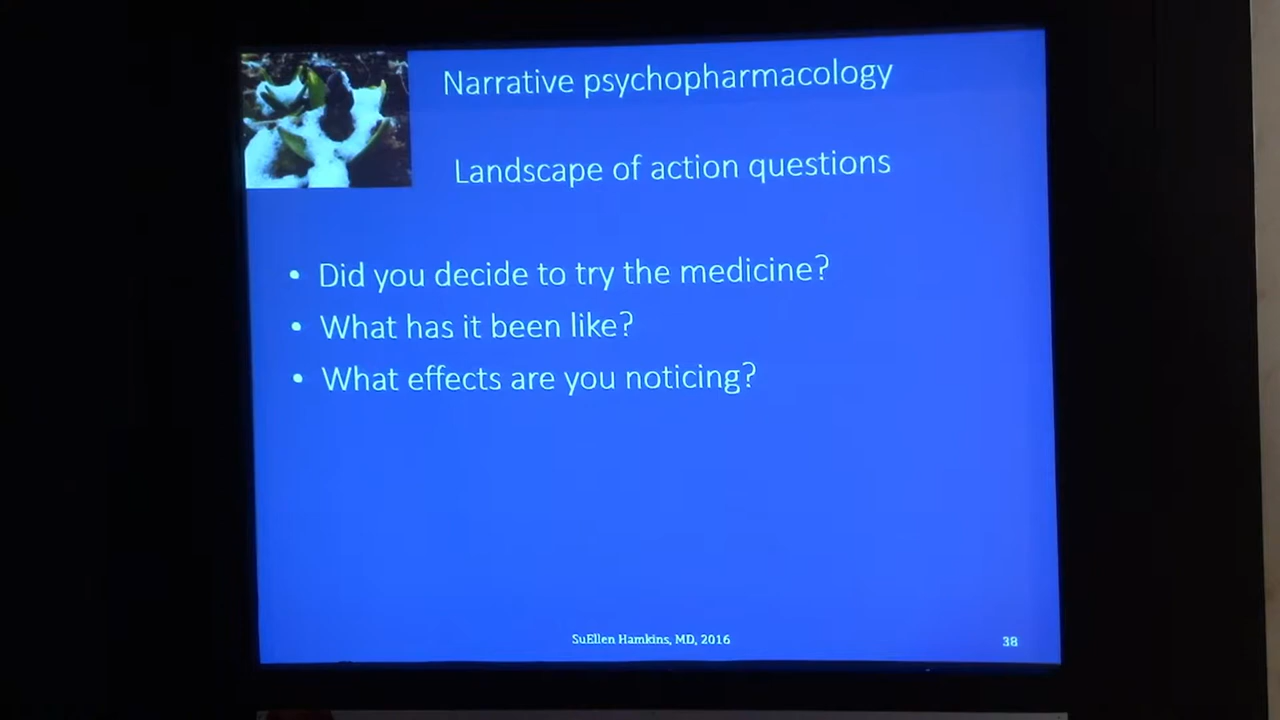 Narrative psychopharmacology
Landscape of action questions
• Did you decide to try the medicine?
• What has it been like?
• What effects are you noticing?
SuEllen Hamkins, MD, 2016
38